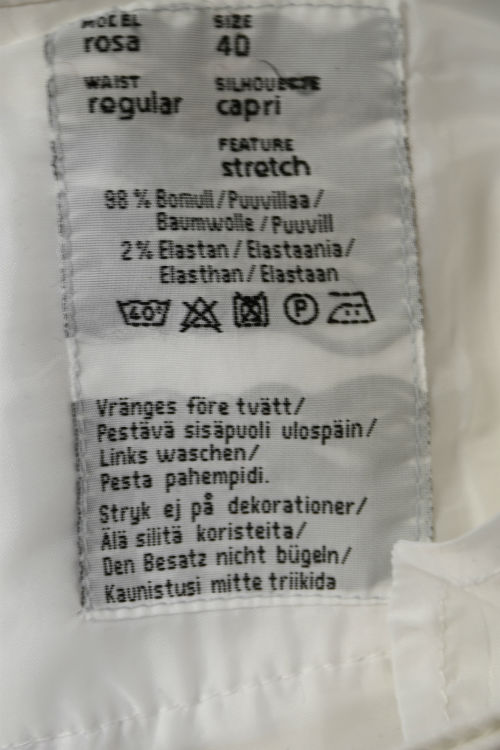 MODEL SIZE
rosa 40
WAIST SILHOUETTE
regular capri
FEATURE
stretch
98 % Bomull/Puuvillaa/
Baumwolle/Puuvill
2% Elastan/Elastaania/
Elasthan/Elastaan
40° P
Vränges före tvätt/
Pestävä sisäpuoli ulospäin/
Links waschen/
Pesta pahempidi.
Stryk ej på dekorationer/
Älä silitä koristeita/
Den Besatz nicht bügeln/
Kaunistusi mitte triikida